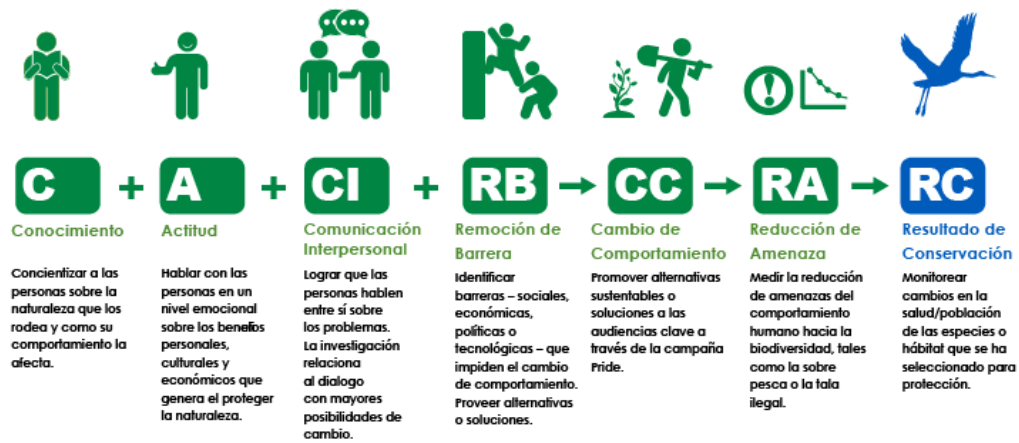 C + A + CI + RB → CC → RA → RC
Conocimiento
Concientizar a las
personas sobre la
naturaleza que los
rodea y como su
comportamiento la
afecta.
Actitud
Hablar con las
personas en un
nivel emocional
sobre los benefios
personales,
culturales y
económicos que
genera el proteger
la naturaleza.
Comunicación
Interpersonal
Lograr que las
personas hablen
entre sí sobre
los problemas.
La investigación
relaciona
al dialogo
con mayores
posibilidades de
cambio.
Remoción de
Barrera
Identificar
barreras – sociales,
económicas,
políticas o
tecnológicas – que
impiden el cambio
de comportamiento.
Proveer alternativas
o soluciones.
Cambio de
Comportamiento
Promover alternativas
sustentables o
soluciones a las
audiencias clave a
través de la campaña
Pride.
Reducción de
Amenaza
Medir la reducción
de amenazas del
comportamiento
humano hacia la
biodiversidad, tales
como la sobre
pesca o la tala
ilegal.
Resultado de
Conservación
Monitorear
cambios en la
salud/población
de las especies o
hábitat que se ha
seleccionado para
protección.